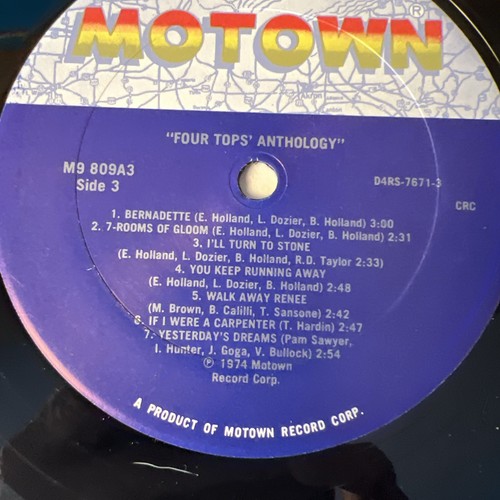 MOTOWN®
"FOUR TOPS' ANTHOLOGY"
M9 809A3
Side 3
D4RS-7671-3
CRC
1. BERNADETTE (E. Holland, L. Dozier, B. Holland) 3:00
2. 7-ROOMS OF GLOOM (E. Holland, L. Dozier, B. Holland) 2:31
3. I'LL TURN TO STONE
(E. Holland, L. Dozier, B. Holland, R.D. Taylor 2:33)
4. YOU KEEP RUNNING AWAY
(E. Holland, L. Dozier, B. Holland) 2:48
5. WALK AWAY RENEE
(M. Brown, B. Calilli, T. Sansone) 2:42
6. IF I WERE A CARPENTER (T. Hardin) 2:47
7. YESTERDAY'S DREAMS (Pam Sawyer,
I. Hunter, J. Goga, V. Bullock) 2:54
℗ 1974 Motown
Record Corp.
A PRODUCT OF MOTOWN RECORD CORP.